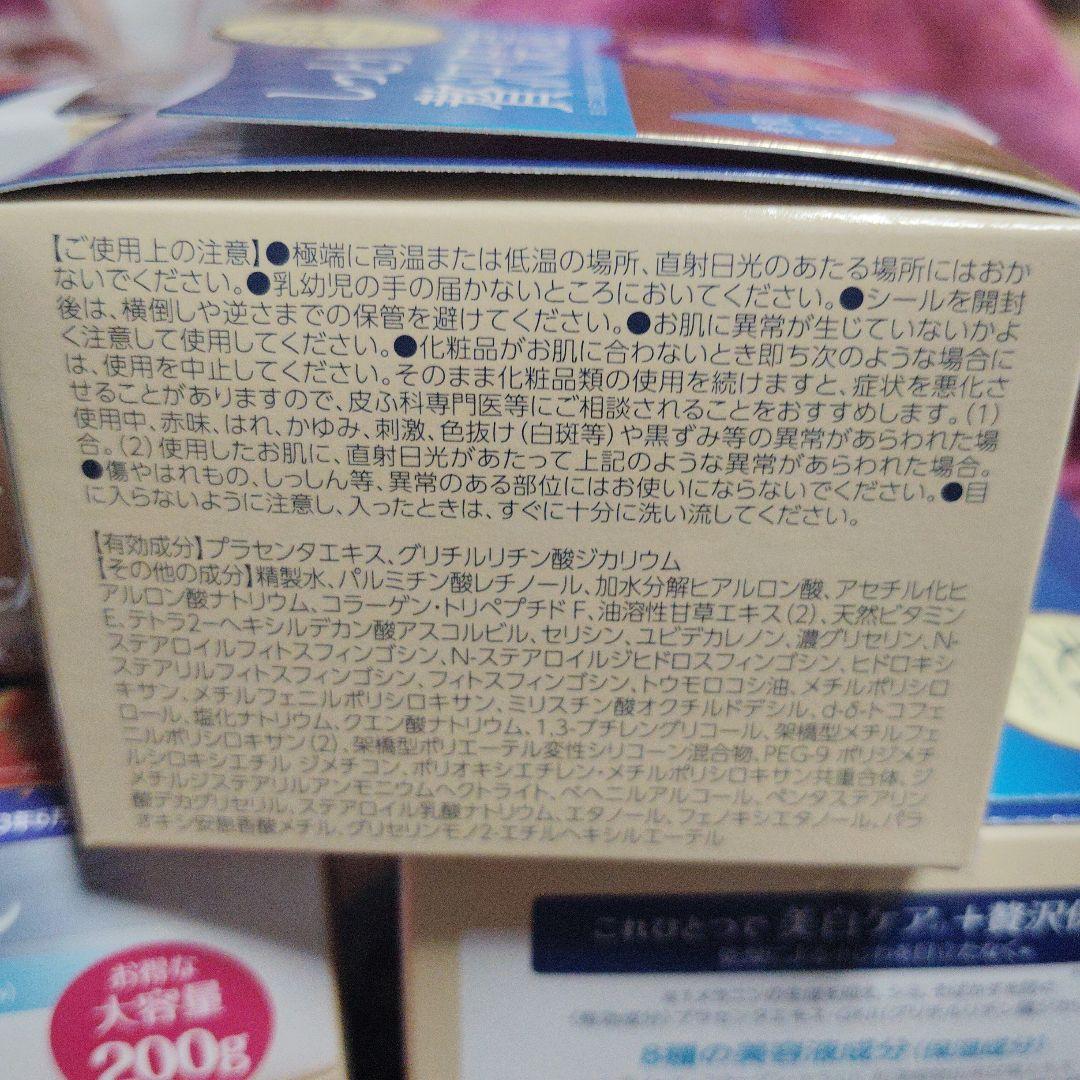 贅沢
【ご使用上の注意】●極端に高温または低温の場所、直射日光のあたる場所にはおか
ないでください。●乳幼児の手の届かないところにおいてください。●シールを開封
後は、横倒しや逆さまでの保管を避けてください。●お肌に異常が生じていないかよ
く注意して使用してください。●化粧品がお肌に合わないとき即ち次のような場合に
は、使用を中止してください。そのまま化粧品類の使用を続けますと、症状を悪化さ
せることがありますので、皮ふ科専門医等にご相談されることをおすすめします。(1)
使用中、赤味、はれ、かゆみ、刺激、色抜け(白斑等)や黒ずみ等の異常があらわれた場
合。(2)使用したお肌に、直射日光があたって上記のような異常があらわれた場合。
●傷やはれもの、しっしん等、異常のある部位にはお使いにならないでください。●目
に入らないように注意し、入ったときは、すぐに十分に洗い流してください。
【有効成分】プラセンタエキス、グリチルリチン酸ジカリウム
【その他の成分】精製水、パルミチン酸レチノール、加水分解ヒアルロン酸、アセチル化ヒ
アルロン酸ナトリウム、コラーゲン・トリペプチド F、油溶性甘草エキス(2)、天然ビタミン
E、テトラ2-ヘキシルデカン酸アスコルビル、セリシン、ユビデカレノン、濃グリセリン、N-
ステアロイルフィトスフィンゴシン、N-ステアロイルジヒドロスフィンゴシン、ヒドロキシ
ステアリルフィトスフィンゴシン、フィトスフィンゴシン、トウモロコシ油、メチルポリシロ
キサン、メチルフェニルポリシロキサン、ミリスチン酸オクチルドデシル、d-δ-トコフェ
ロール、塩化ナトリウム、クエン酸ナトリウム、1,3-ブチレングリコール、架橋型メチルフェ
ニルポリシロキサン(2)、架橋型ポリエーテル変性シリコーン混合物、PEG-9 ポリジメチ
ルシロキシエチル ジメチコン、ポリオキシエチレン・メチルポリシロキサン共重合体、ジ
メチルジステアリルアンモニウムヘクトライト、ベヘニルアルコール、ペンタステアリン
酸デカグリセリル、ステアロイル乳酸ナトリウム、エタノール、フェノキシエタノール、パラ
オキシ安息香酸メチル、グリセリンモノ2-エチルヘキシルエーテル
お得な
大容量
200g
これひとつで 美白ケア+贅沢